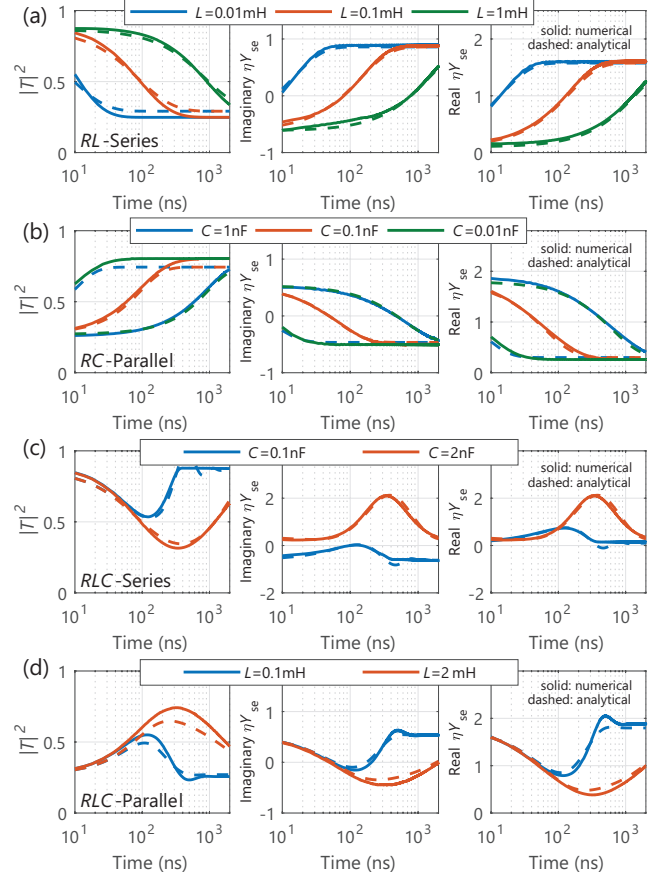 (a)
L=0.01mH L=0.1mH L=1mH
solid: numerical
dashed: analytical
|T|²
1
0.5
0
RL-Series
10¹ 10² 10³
Time (ns)
Imaginary ηY_se
1
0
-1
10¹ 10² 10³
Time (ns)
Real ηY_se
2
1
0
10¹ 10² 10³
Time (ns)
(b)
C=1nF C=0.1nF C=0.01nF
solid: numerical
dashed: analytical
|T|²
1
0.5
0
RC-Parallel
10¹ 10² 10³
Time (ns)
Imaginary ηY_se
1
0
-1
10¹ 10² 10³
Time (ns)
Real ηY_se
2
1
0
10¹ 10² 10³
Time (ns)
(c)
C=0.1nF C=2nF
solid: numerical
dashed: analytical
|T|²
1
0.5
0
RLC-Series
10¹ 10² 10³
Time (ns)
Imaginary ηY_se
2
0
-2
10¹ 10² 10³
Time (ns)
Real ηY_se
2
0
-2
10¹ 10² 10³
Time (ns)
(d)
L=0.1mH L=2mH
solid: numerical
dashed: analytical
|T|²
1
0.5
0
RLC-Parallel
10¹ 10² 10³
Time (ns)
Imaginary ηY_se
1
0
-1
10¹ 10² 10³
Time (ns)
Real ηY_se
2
1
0
10¹ 10² 10³
Time (ns)